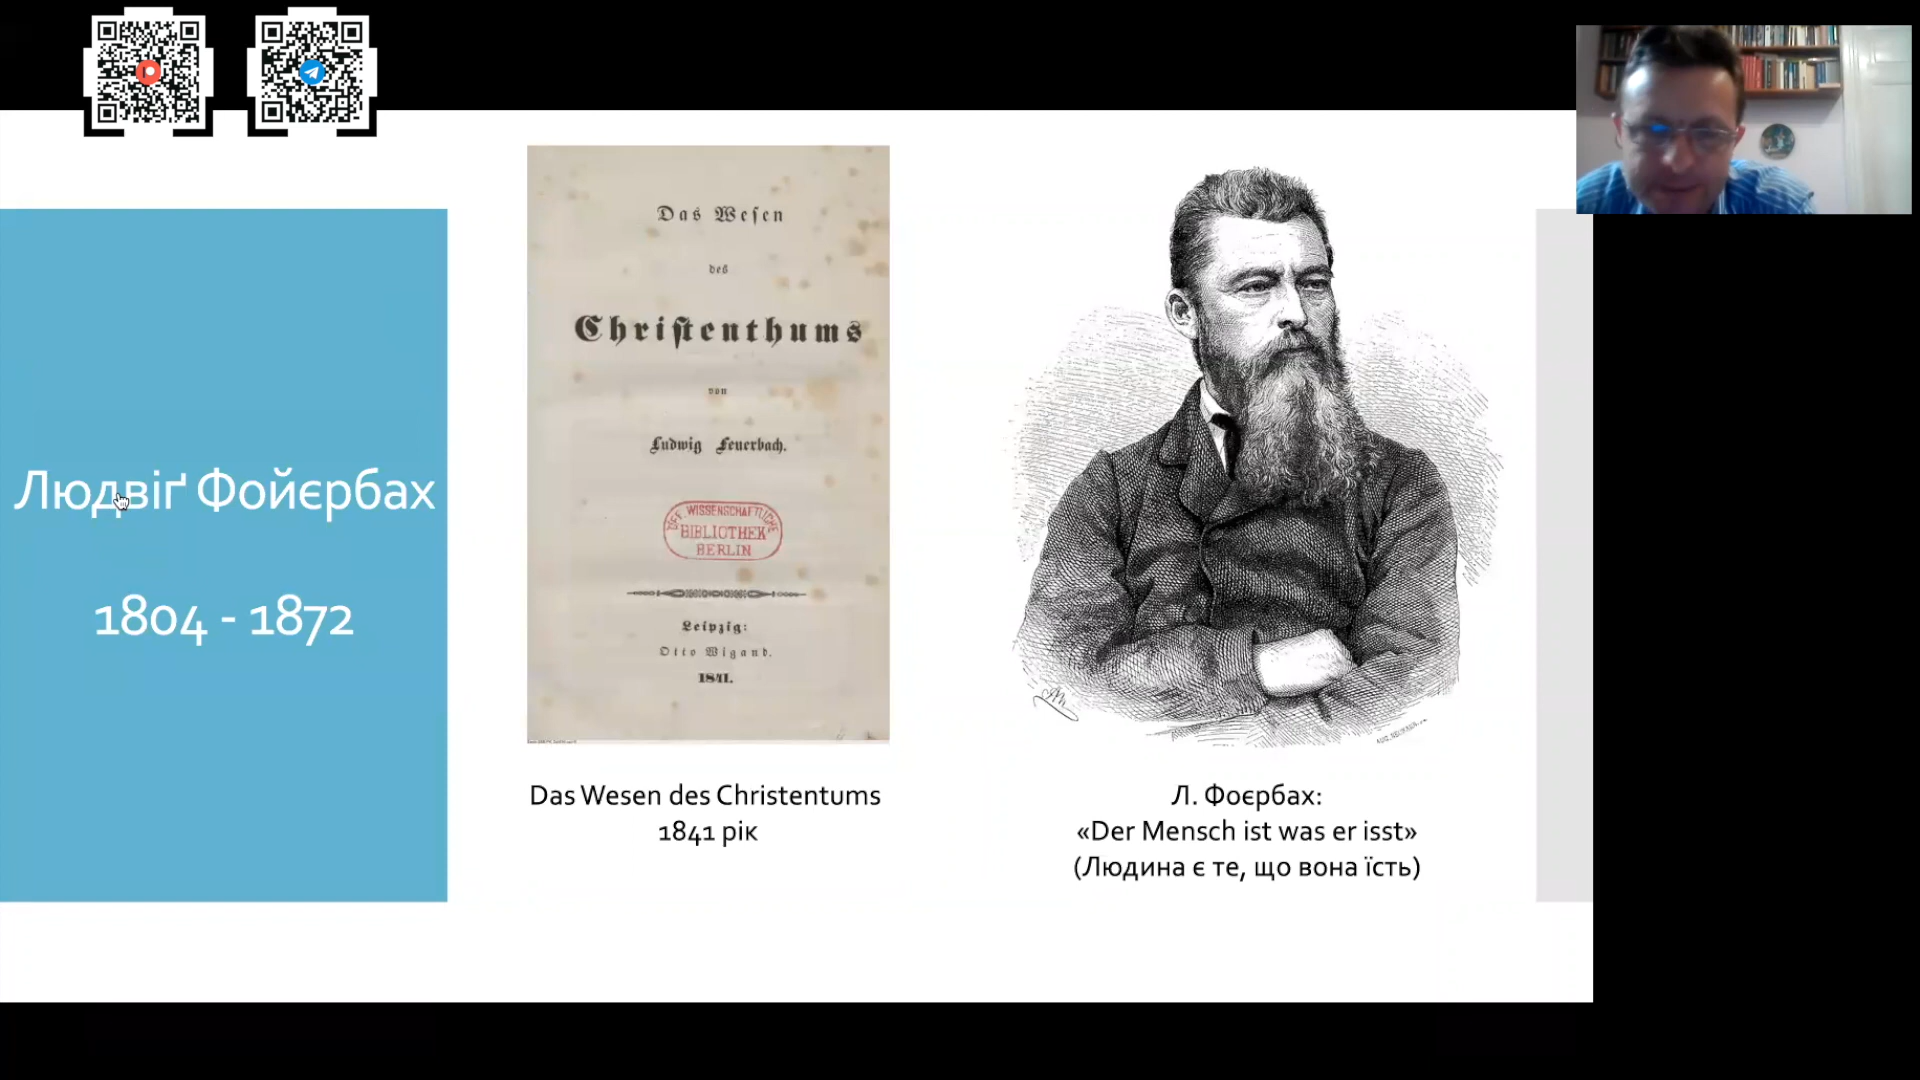 Людвіґ Фойєрбах
1804 - 1872
Das Wesen
des
Christenthums
von
Ludwig Feuerbach.
OFF. WISSENSCHAFTLICHE
BIBLIOTHEK
BERLIN
Leipzig:
Otto Wigand.
1841.
Das Wesen des Christentums
1841 рік
Л. Фоєрбах:
«Der Mensch ist was er isst»
(Людина є те, що вона їсть)